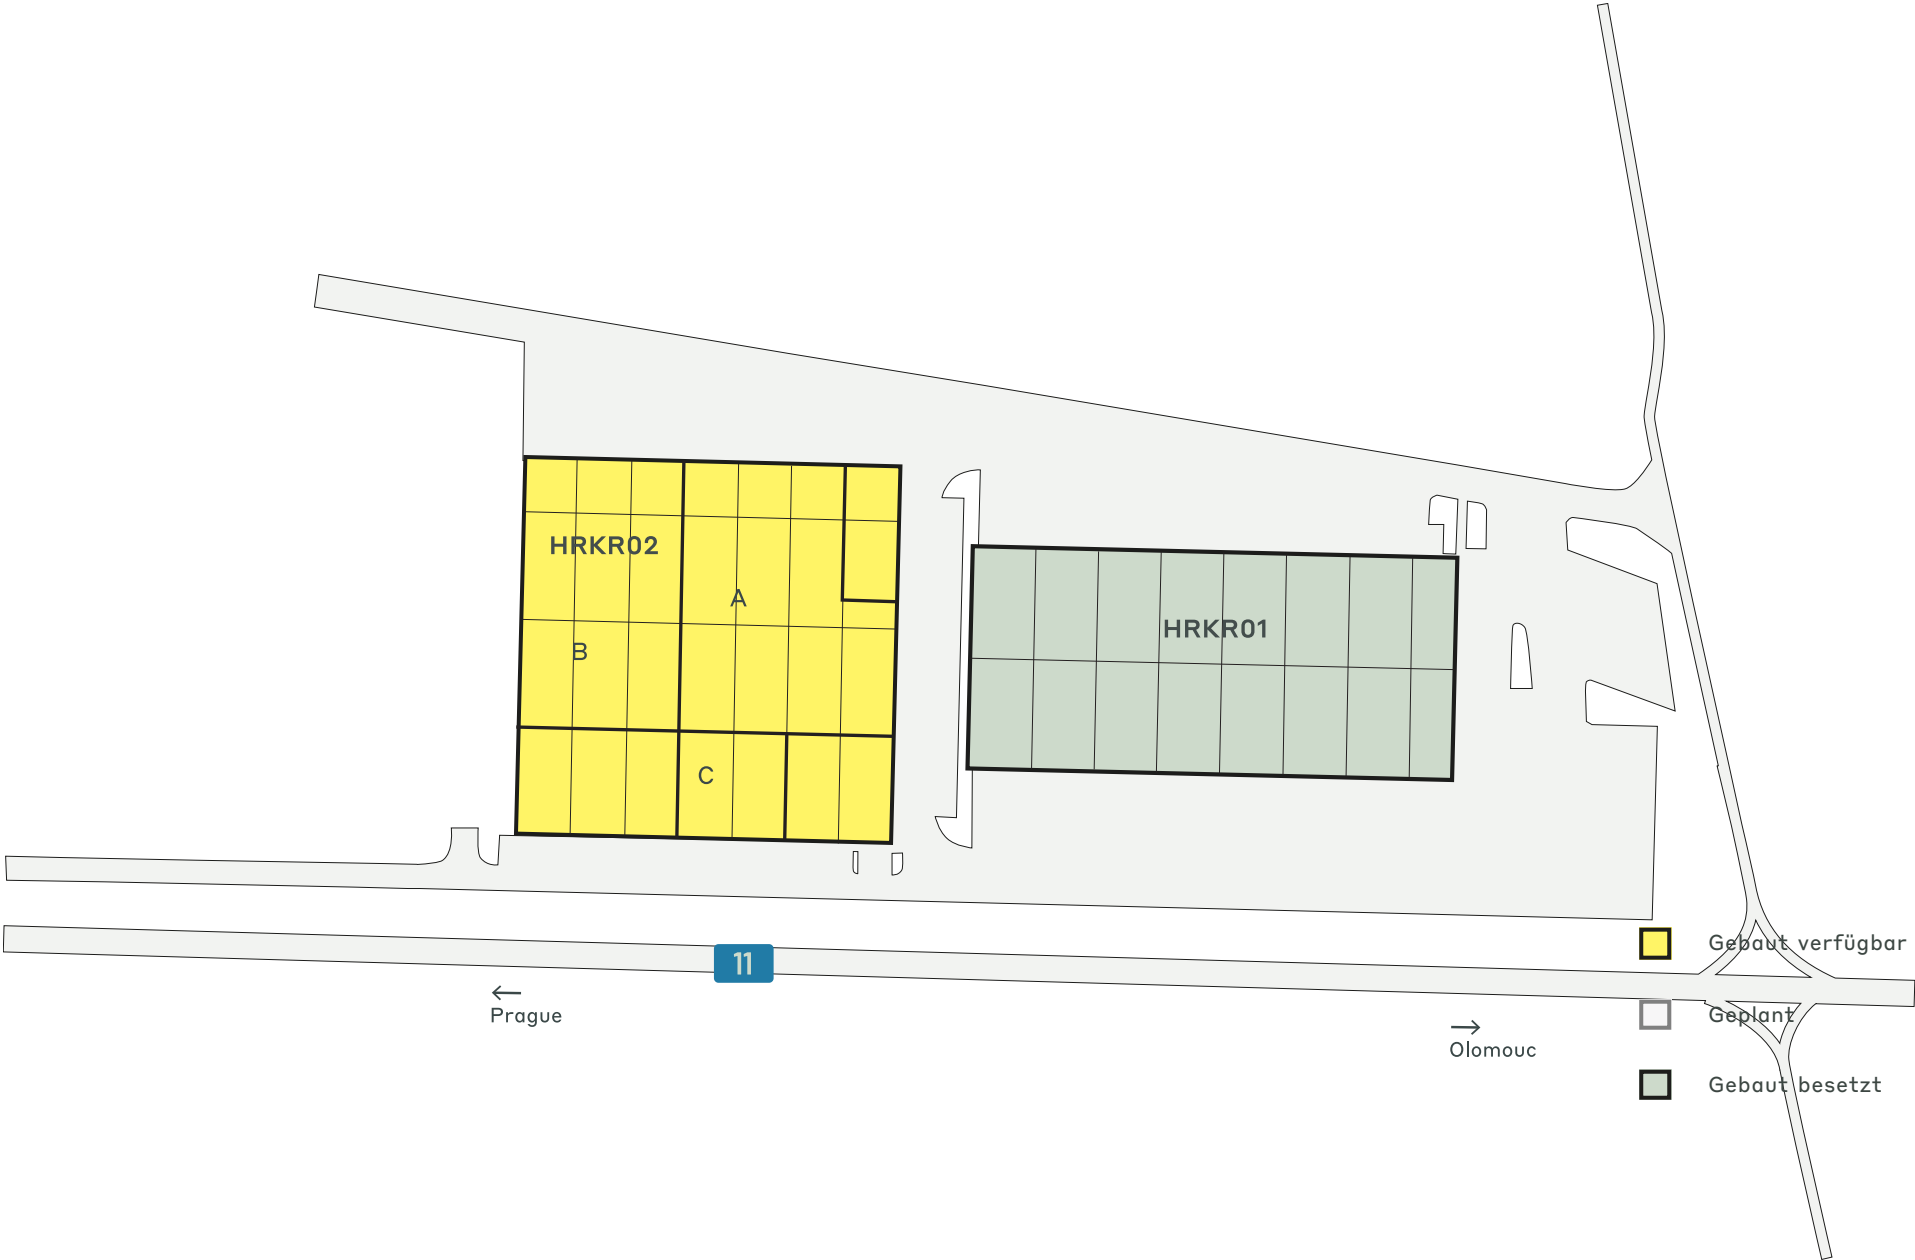 HRKR02
A
HRKR01
B
C
Gebaut verfügbar
11
Prague
Geplant
Olomouc
Gebaut besetzt